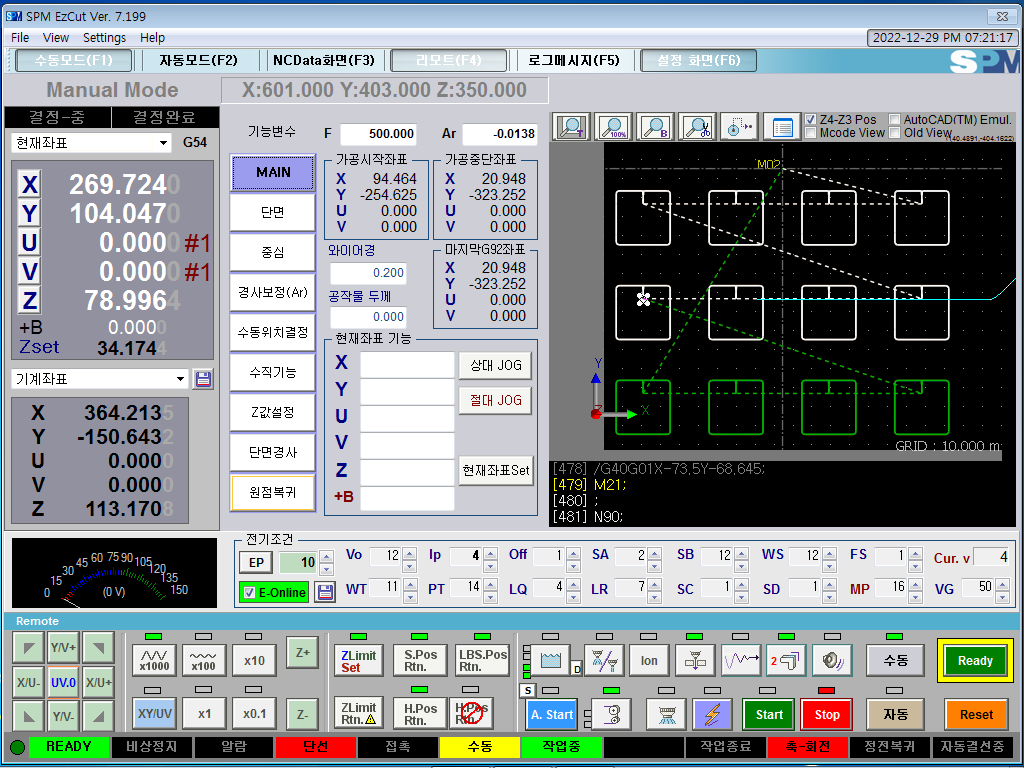 SPM EzCut Ver. 7.199
File View Settings Help
2022-12-29 PM 07:21:17
수동모드(F1) 자동모드(F2) NCData화면(F3) 리모트(F4) 로그메시지(F5) 설정 화면(F6)
SPM
Manual Mode
X:601.000 Y:403.000 Z:350.000
결정-중 결정완료
현재좌표 G54
X 269.7240
Y 104.0470
U 0.0000 #1
V 0.0000 #1
Z 78.9964
+B 0.0000
Zset 34.1744
기계좌표
X 364.2135
Y -150.6432
U 0.0000
V 0.0000
Z 113.1708
기능변수 F 500.000 Ar -0.0138
MAIN
단면
중심
경사보정(Ar)
수동위치결정
수직기능
Z값설정
단면경사
원점복귀
가공시작좌표
X 94.464
Y -254.625
U 0.000
V 0.000
가공중단좌표
X 20.948
Y -323.252
U 0.000
V 0.000
와이어경
0.200
공작물 두께
0.000
마지막G92좌표
X 20.948
Y -323.252
U 0.000
V 0.000
현재좌표 기능
X
Y
U
V
Z
+B
상대 JOG
절대 JOG
현재좌표Set
T 100% B
Z4-Z3 Pos AutoCAD(TM) Emul.
Mcode View Old View
(40.4891,-404.1622)
M02
Y
X
Z
GRID : 10.000 m
[478] /G40G01X-73,5Y-68,645;
[479] M21;
[480] ;
[481] N90;
0 15 30 45 60 75 90 105 120 135 150
(0 V)
전기조건
EP 10 Vo 12 Ip 4 Off 1 SA 2 SB 12 WS 12 FS 1 Cur. v 4
E-Online WT 11 PT 14 LQ 4 LR 7 SC 1 SD 1 MP 16 VG 50
Remote
Y/V+
X/U- UV.0 X/U+
Y/V-
x1000 x100 x10 Z+
XY/UV x1 x0.1 Z-
ZLimit Set S.Pos Rtn. LBS.Pos Rtn.
ZLimit Rtn. H.Pos Rtn. H.Pos Rtn.
D Ion 2 수동 Ready
S A. Start Start Stop 자동 Reset
READY 비상정지 알람 단선 접촉 수동 작업중 작업종료 축-회전 정전복귀 자동결선중